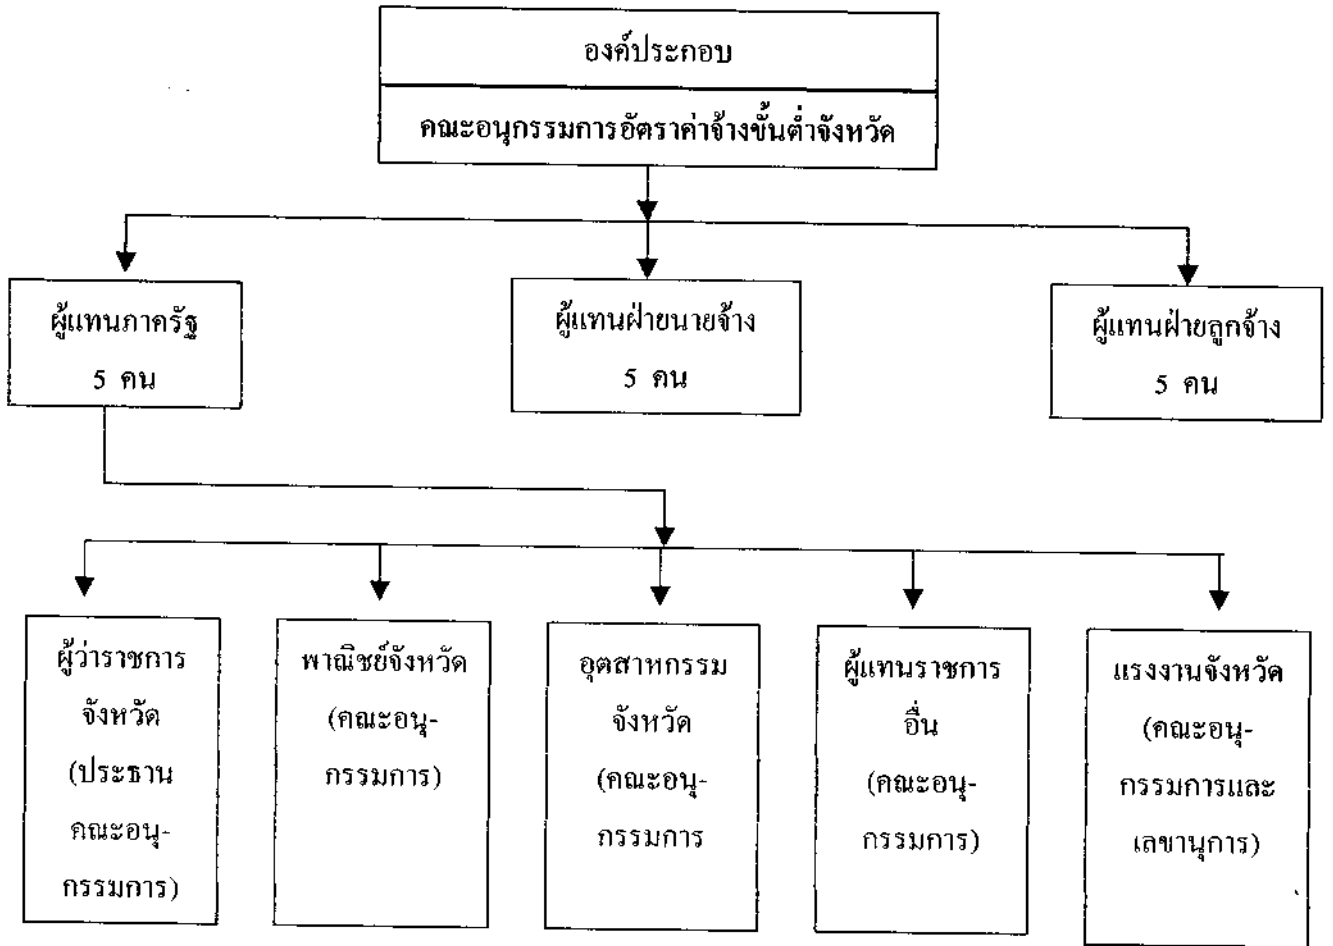 องค์ประกอบ
คณะอนุกรรมการอัตราค่าจ้างขั้นต่ำจังหวัด
ผู้แทนภาครัฐ
5 คน
ผู้แทนฝ่ายนายจ้าง
5 คน
ผู้แทนฝ่ายลูกจ้าง
5 คน
ผู้ว่าราชการ
จังหวัด
(ประธาน
คณะอนุ-
กรรมการ)
พาณิชย์จังหวัด
(คณะอนุ-
กรรมการ)
อุตสาหกรรม
จังหวัด
(คณะอนุ-
กรรมการ
ผู้แทนราชการ
อื่น
(คณะอนุ-
กรรมการ)
แรงงานจังหวัด
(คณะอนุ-
กรรมการและ
เลขานุการ)